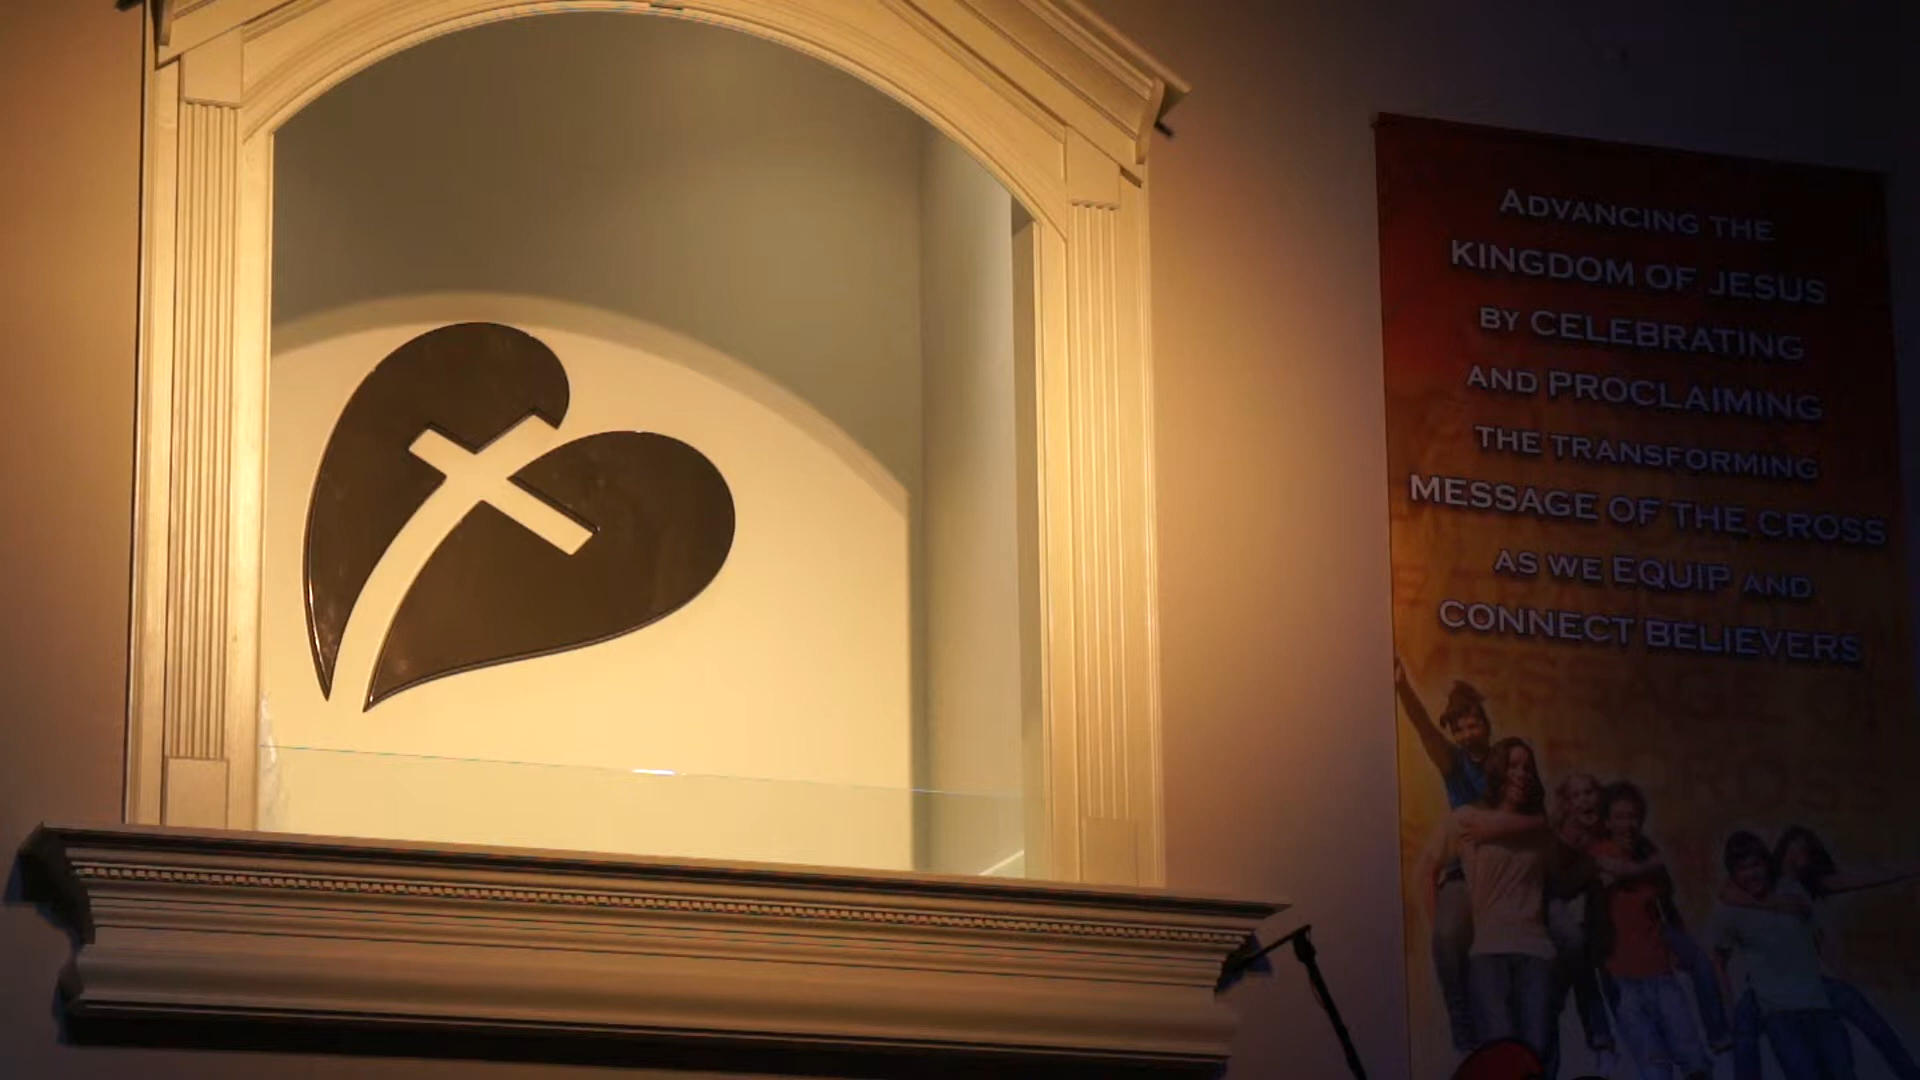 ADVANCING THE
KINGDOM OF JESUS
BY CELEBRATING
AND PROCLAIMING
THE TRANSFORMING
MESSAGE OF THE CROSS
AS WE EQUIP AND
CONNECT BELIEVERS